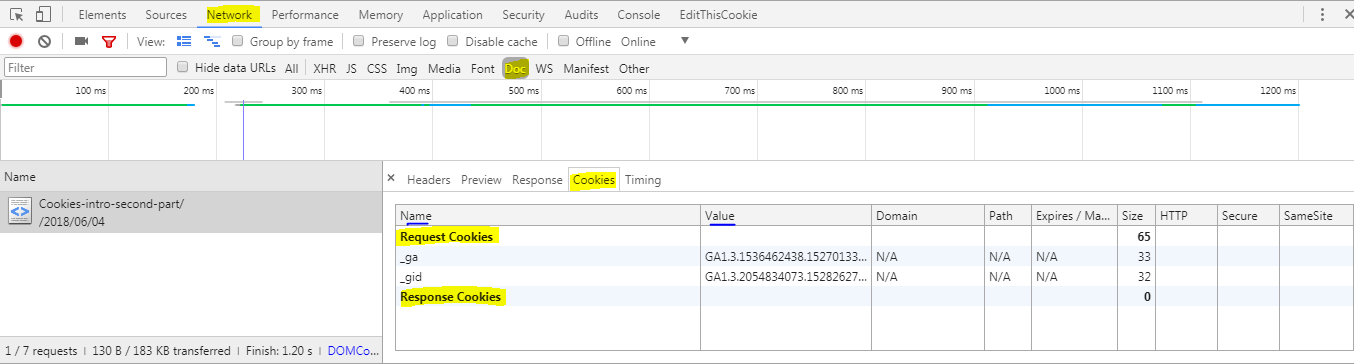 Elements Sources Network Performance Memory Application Security Audits Console EditThisCookie
View: Group by frame Preserve log Disable cache Offline Online
Filter Hide data URLs All XHR JS CSS Img Media Font Doc WS Manifest Other
100 ms 200 ms 300 ms 400 ms 500 ms 600 ms 700 ms 800 ms 900 ms 1000 ms 1100 ms 1200 ms
Name
Cookies-intro-second-part/
/2018/06/04
1 / 7 requests | 130 B / 183 KB transferred | Finish: 1.20 s | DOMCo...
× Headers Preview Response Cookies Timing
Name Value Domain Path Expires / Ma... Size HTTP Secure SameSite
Request Cookies 65
_ga GA1.3.1536462438.15270133... N/A N/A N/A 33
_gid GA1.3.2054834073.15282627... N/A N/A N/A 32
Response Cookies 0